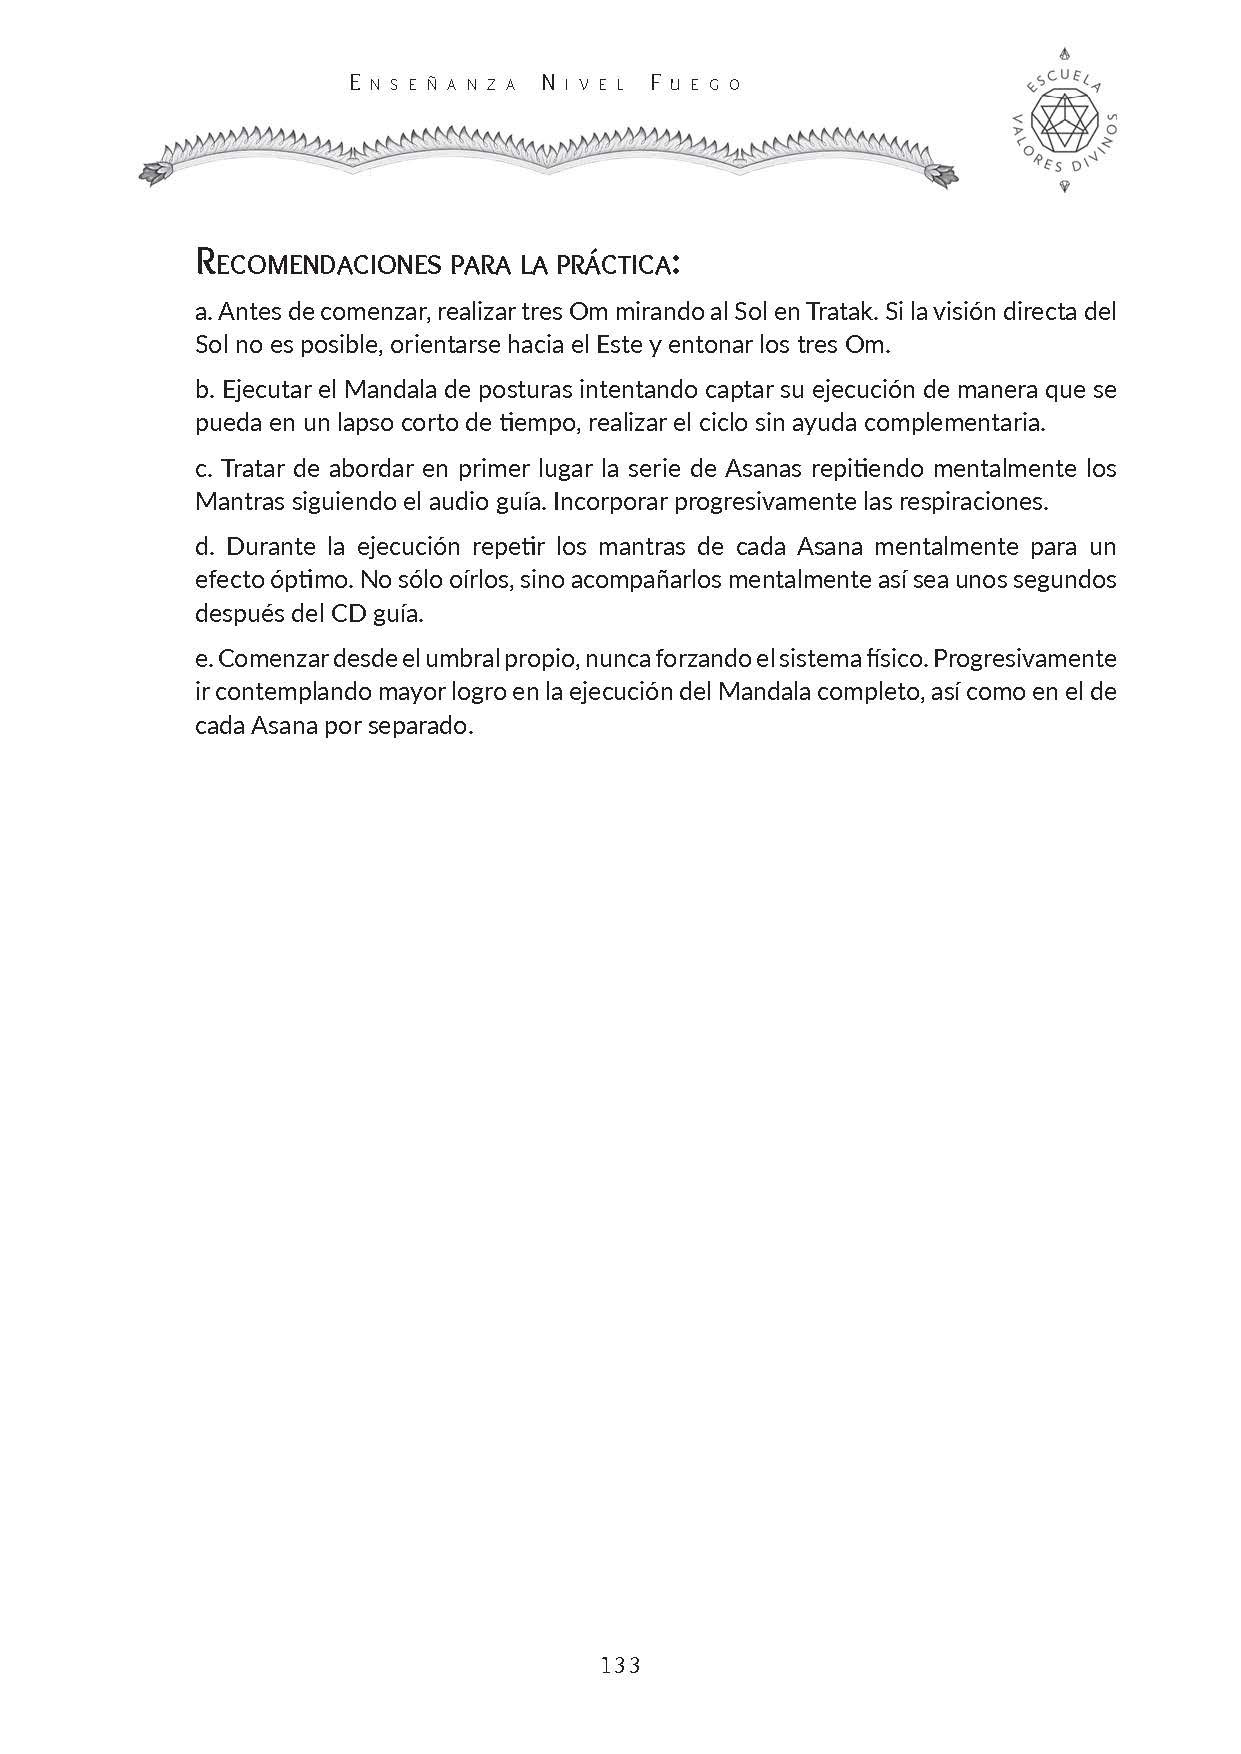 Enseñanza Nivel Fuego
ESCUELA
VALORES DIVINOS
Recomendaciones para la práctica:
a. Antes de comenzar, realizar tres Om mirando al Sol en Tratak. Si la visión directa del
Sol no es posible, orientarse hacia el Este y entonar los tres Om.
b. Ejecutar el Mandala de posturas intentando captar su ejecución de manera que se
pueda en un lapso corto de tiempo, realizar el ciclo sin ayuda complementaria.
c. Tratar de abordar en primer lugar la serie de Asanas repitiendo mentalmente los
Mantras siguiendo el audio guía. Incorporar progresivamente las respiraciones.
d. Durante la ejecución repetir los mantras de cada Asana mentalmente para un
efecto óptimo. No sólo oírlos, sino acompañarlos mentalmente así sea unos segundos
después del CD guía.
e. Comenzar desde el umbral propio, nunca forzando el sistema físico. Progresivamente
ir contemplando mayor logro en la ejecución del Mandala completo, así como en el de
cada Asana por separado.
133